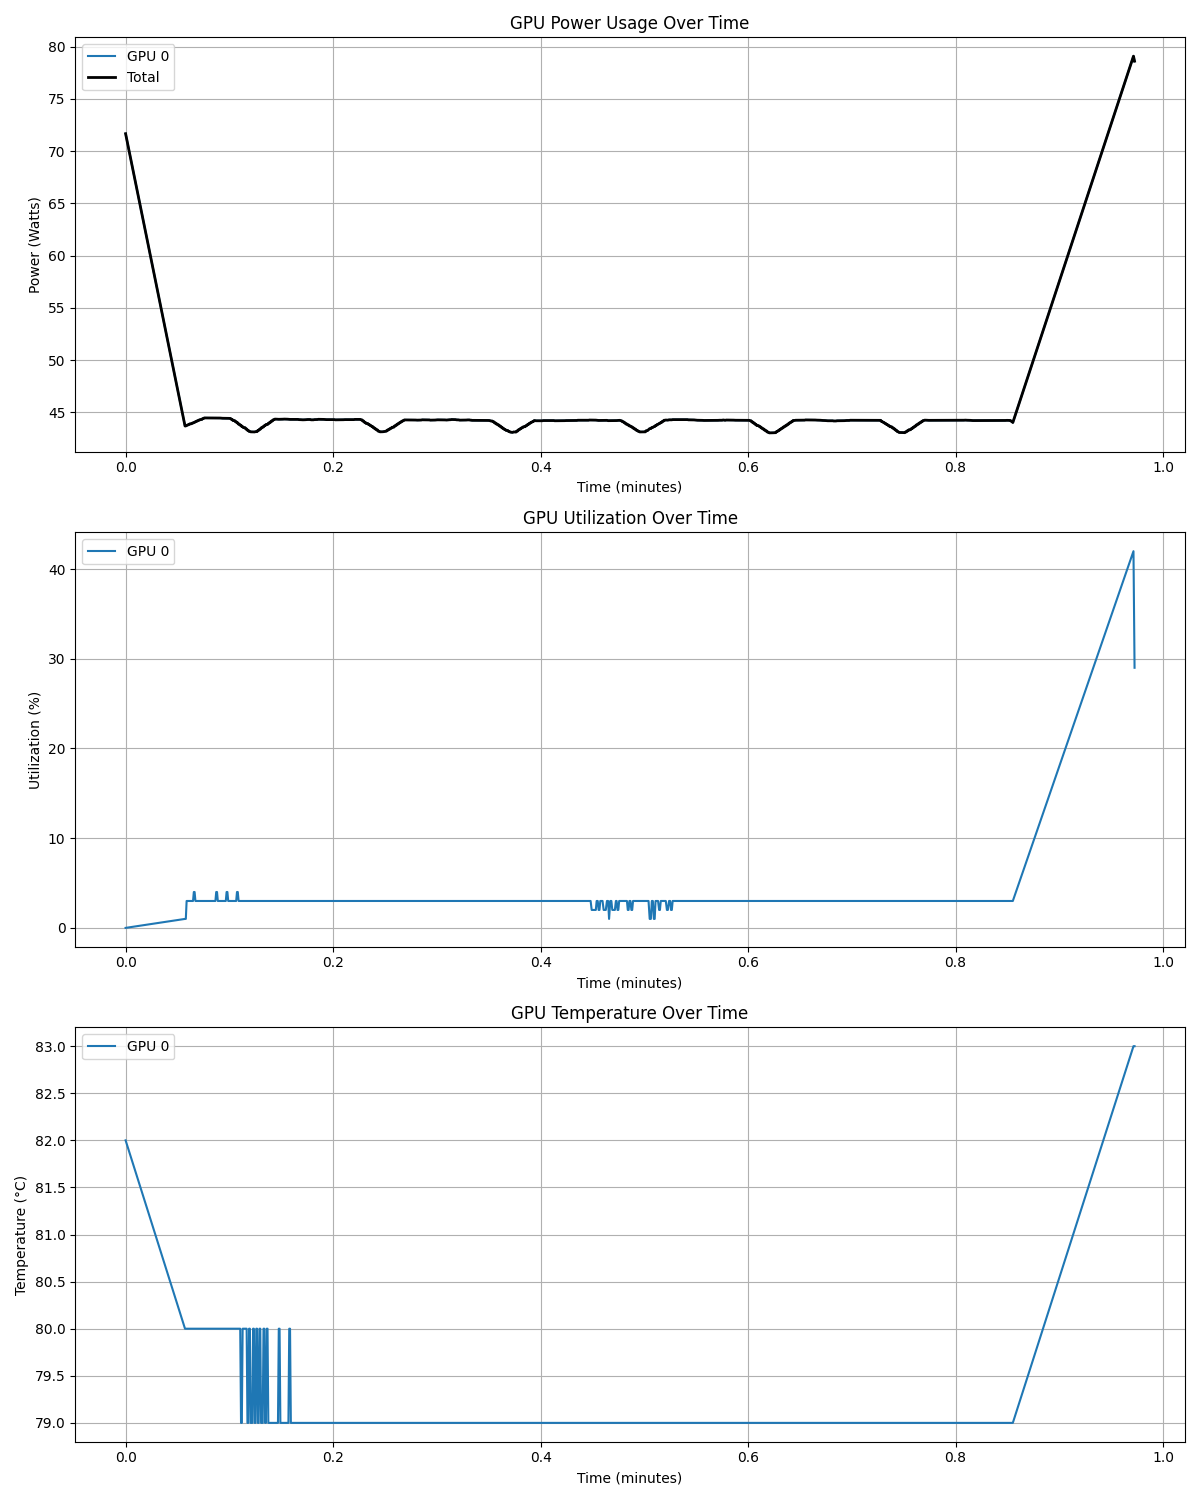 GPU Power Usage Over Time
GPU 0
Total
80
75
70
65
60
55
50
45
Power (Watts)
0.0 0.2 0.4 0.6 0.8 1.0
Time (minutes)
GPU Utilization Over Time
GPU 0
40
30
20
10
0
Utilization (%)
0.0 0.2 0.4 0.6 0.8 1.0
Time (minutes)
GPU Temperature Over Time
GPU 0
83.0
82.5
82.0
81.5
81.0
80.5
80.0
79.5
79.0
Temperature (°C)
0.0 0.2 0.4 0.6 0.8 1.0
Time (minutes)